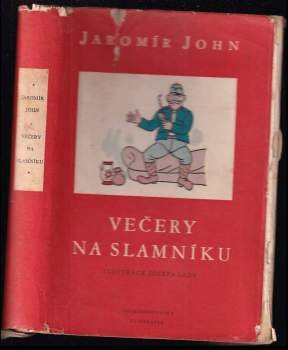 JAROMÍR
JOHN
VEČERY
NA
SLAMNÍKU
JAROMÍR JOHN
VEČERY
NA SLAMNÍKU